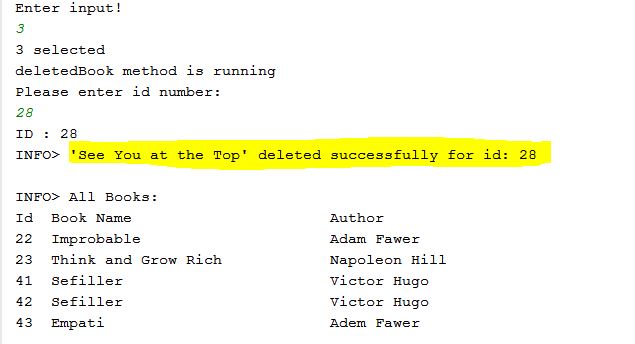 Enter input!
3
3 selected
deletedBook method is running
Please enter id number:
28
ID : 28
INFO> 'See You at the Top' deleted successfully for id: 28
INFO> All Books:
Id  Book Name                      Author
22  Improbable                     Adam Fawer
23  Think and Grow Rich            Napoleon Hill
41  Sefiller                       Victor Hugo
42  Sefiller                       Victor Hugo
43  Empati                         Adem Fawer